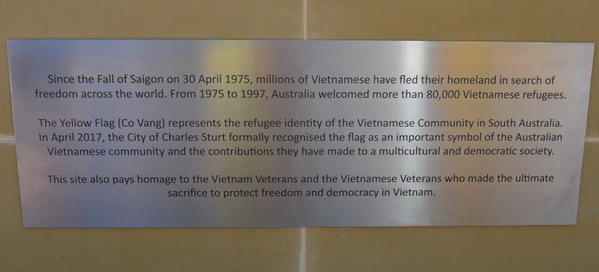 Since the Fall of Saigon on 30 April 1975, millions of Vietnamese have fled their homeland in search of
freedom across the world. From 1975 to 1997, Australia welcomed more than 80,000 Vietnamese refugees.
The Yellow Flag (Co Vang) represents the refugee identity of the Vietnamese Community in South Australia.
In April 2017, the City of Charles Sturt formally recognised the flag as an important symbol of the Australian
Vietnamese community and the contributions they have made to a multicultural and democratic society.
This site also pays homage to the Vietnam Veterans and the Vietnamese Veterans who made the ultimate
sacrifice to protect freedom and democracy in Vietnam.